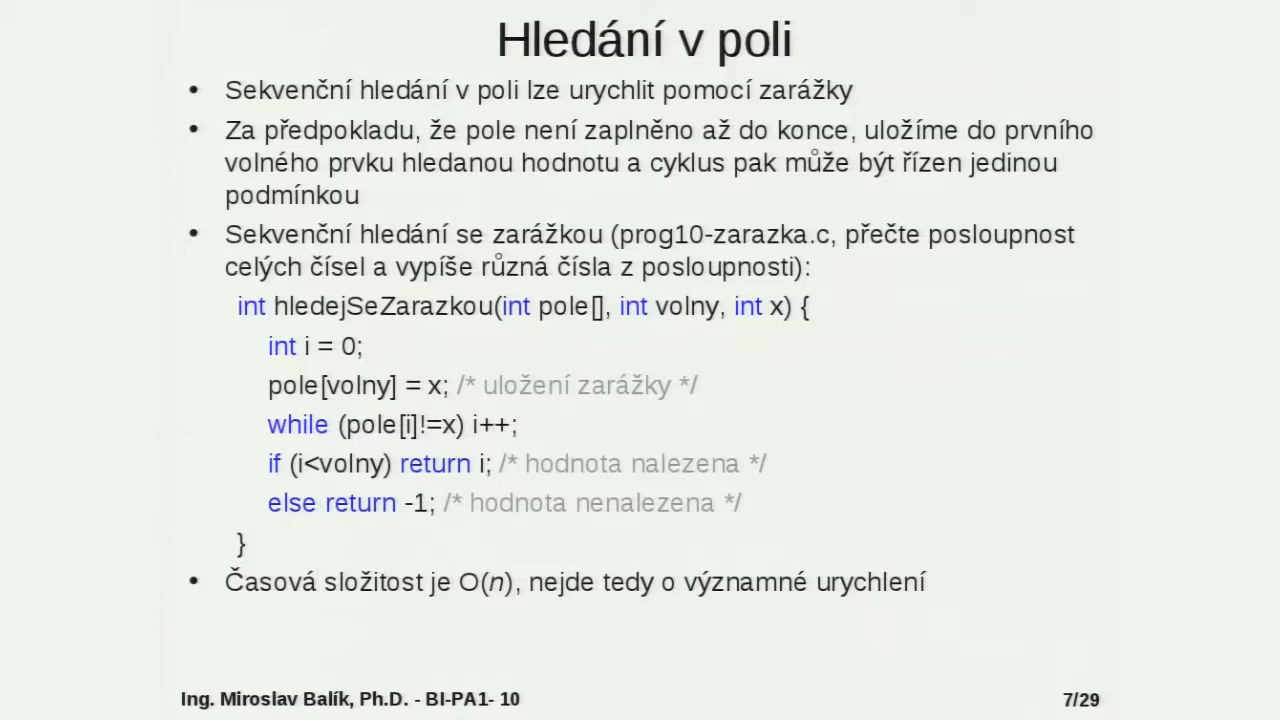 Hledání v poli
• Sekvenční hledání v poli lze urychlit pomocí zarážky
• Za předpokladu, že pole není zaplněno až do konce, uložíme do prvního
volného prvku hledanou hodnotu a cyklus pak může být řízen jedinou
podmínkou
• Sekvenční hledání se zarážkou (prog10-zarazka.c, přečte posloupnost
celých čísel a vypíše různá čísla z posloupnosti):
int hledejSeZarazkou(int pole[], int volny, int x) {
int i = 0;
pole[volny] = x; /* uložení zarážky */
while (pole[i]!=x) i++;
if (i<volny) return i; /* hodnota nalezena */
else return -1; /* hodnota nenalezena */
}
• Časová složitost je O(n), nejde tedy o významné urychlení
Ing. Miroslav Balík, Ph.D. - BI-PA1- 10
7/29